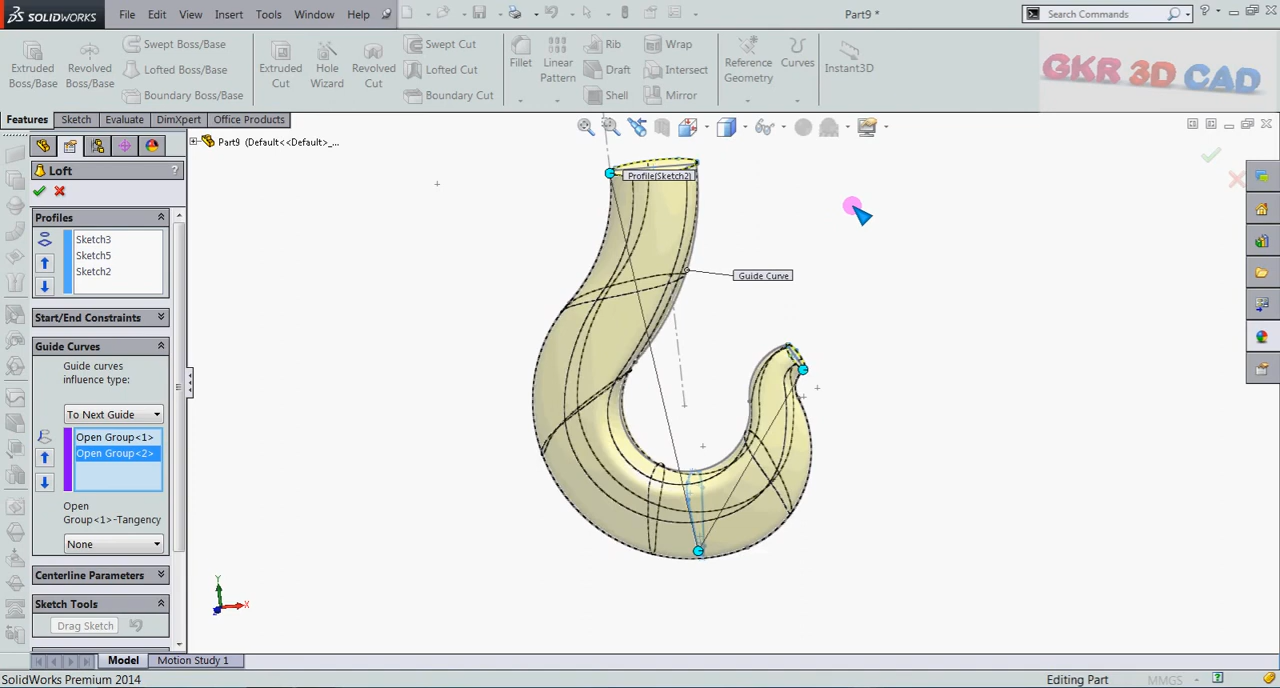 SOLIDWORKS File Edit View Insert Tools Window Help Part9 * Search Commands
Extruded Boss/Base
Revolved Boss/Base
Swept Boss/Base
Lofted Boss/Base
Boundary Boss/Base
Extruded Cut
Hole Wizard
Revolved Cut
Swept Cut
Lofted Cut
Boundary Cut
Fillet
Linear Pattern
Rib
Draft
Shell
Wrap
Intersect
Mirror
Reference Geometry
Curves
Instant3D
GKR 3D CAD
Features Sketch Evaluate DimXpert Office Products
Part9 (Default<<Default>_...
Loft ?
Profiles
Sketch3
Sketch5
Sketch2
Start/End Constraints
Guide Curves
Guide curves
influence type:
To Next Guide
Open Group<1>
Open Group<2>
Open
Group<1>-Tangency
None
Centerline Parameters
Sketch Tools
Drag Sketch
Profile(Sketch2)
Guide Curve
Y
X
Model Motion Study 1
SolidWorks Premium 2014 Editing Part MMGS